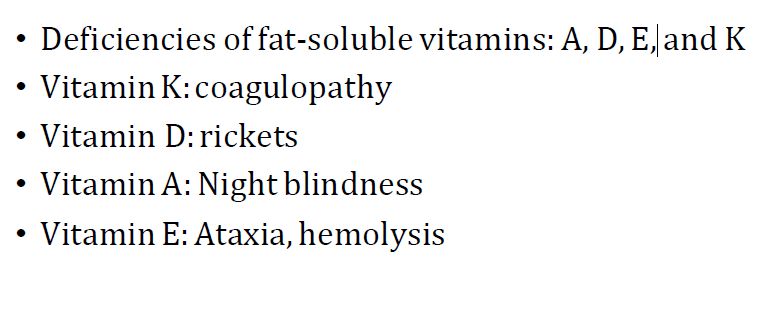 • Deficiencies of fat-soluble vitamins: A, D, E, and K
• Vitamin K: coagulopathy
• Vitamin D: rickets
• Vitamin A: Night blindness
• Vitamin E: Ataxia, hemolysis